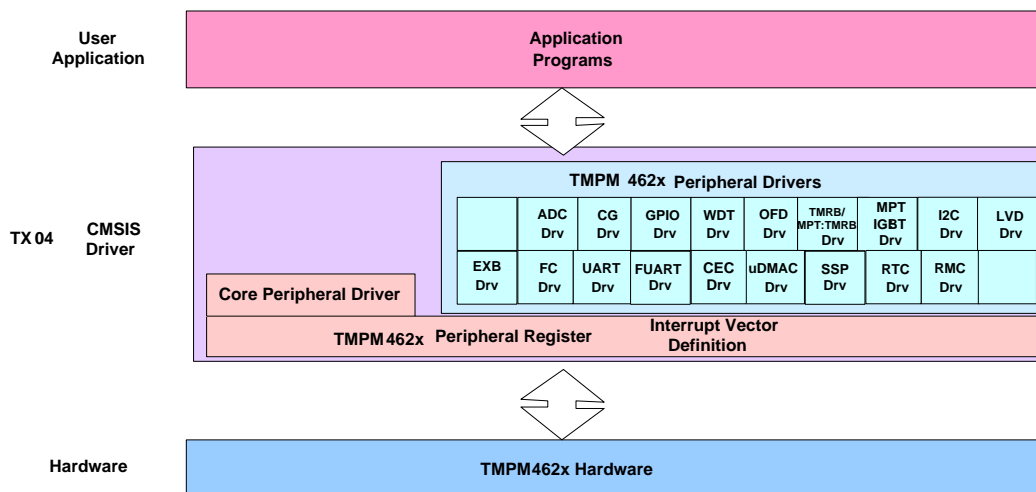 User
Application
Application
Programs
TX 04
CMSIS
Driver
TMPM 462x Peripheral Drivers
ADC
Drv
CG
Drv
GPIO
Drv
WDT
Drv
OFD
Drv
TMRB/
MPT:TMRB
Drv
MPT
IGBT
Drv
I2C
Drv
LVD
Drv
EXB
Drv
FC
Drv
UART
Drv
FUART
Drv
CEC
Drv
uDMAC
Drv
SSP
Drv
RTC
Drv
RMC
Drv
Core Peripheral Driver
TMPM462x Peripheral Register
Interrupt Vector
Definition
Hardware
TMPM462x Hardware